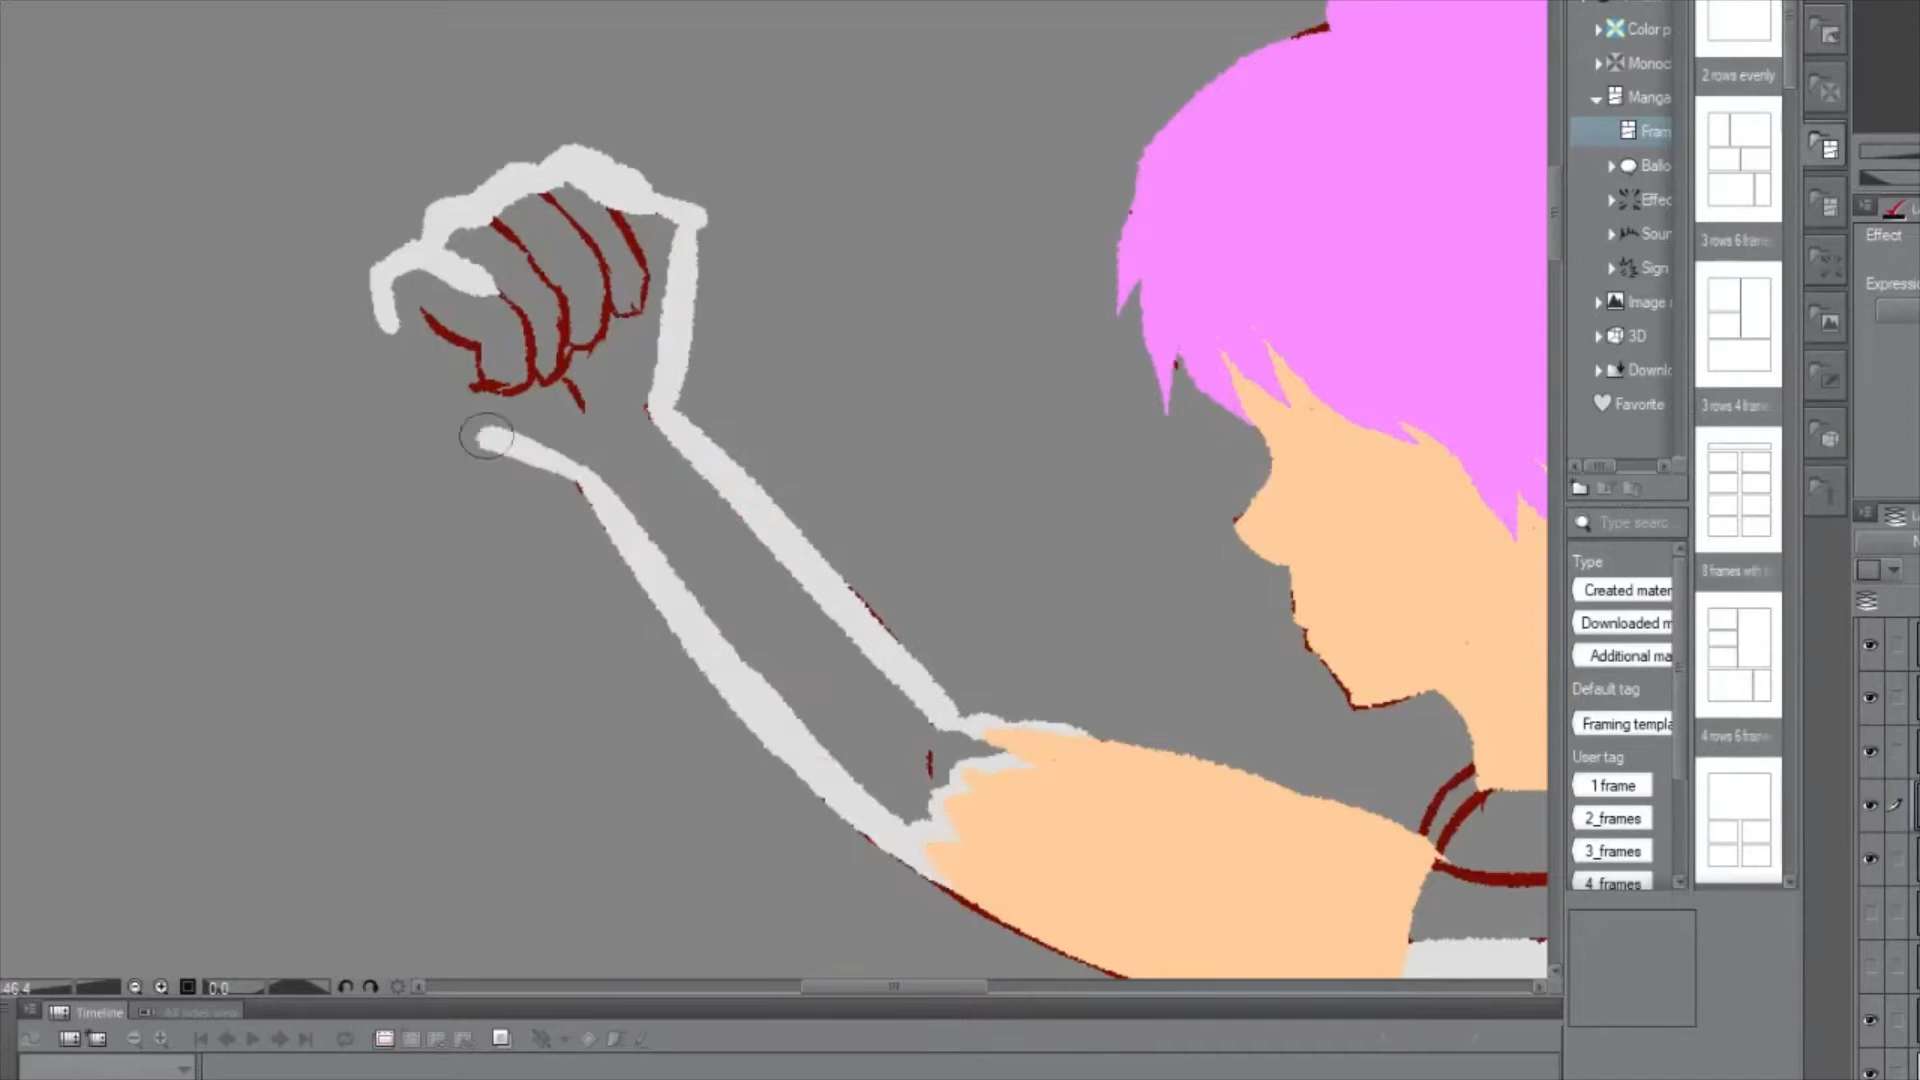 Color p
Monoc
Manga
Fram
Ballo
Effec
Soun
Sign
Image
3D
Downlo
Favorite
Type searc...
Type
Created mater
Downloaded m
Additional ma
Default tag
Framing templa
User tag
1 frame
2_frames
3_frames
4 frames
2 rows evenly
3 rows 6 frame
3 rows 4 frame
8 frames with
4 rows 6 frame
Effect
Expressio
46.4
0.0
Timeline
All sides view